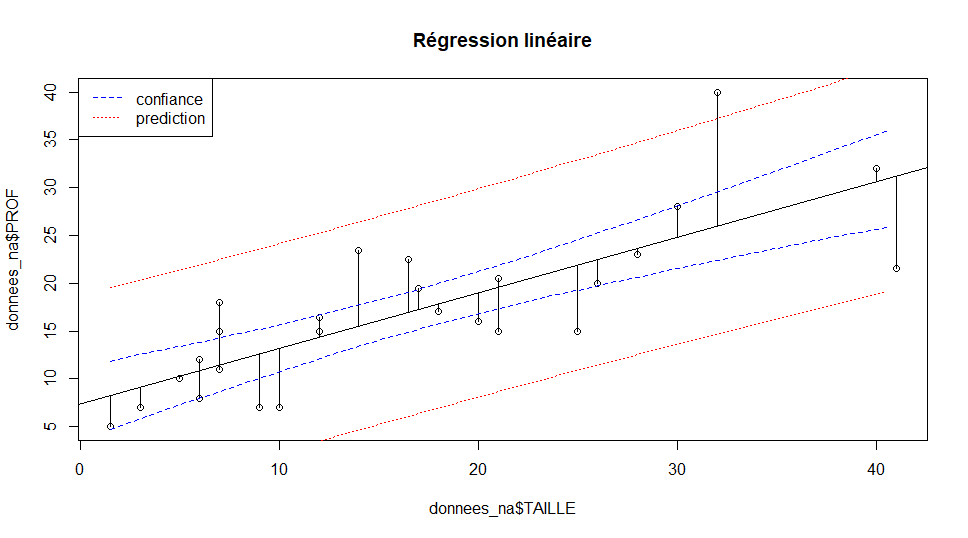 Régression linéaire
confiance
prediction
donnees_na$PROF
40
35
30
25
20
15
10
5
0 10 20 30 40
donnees_na$TAILLE